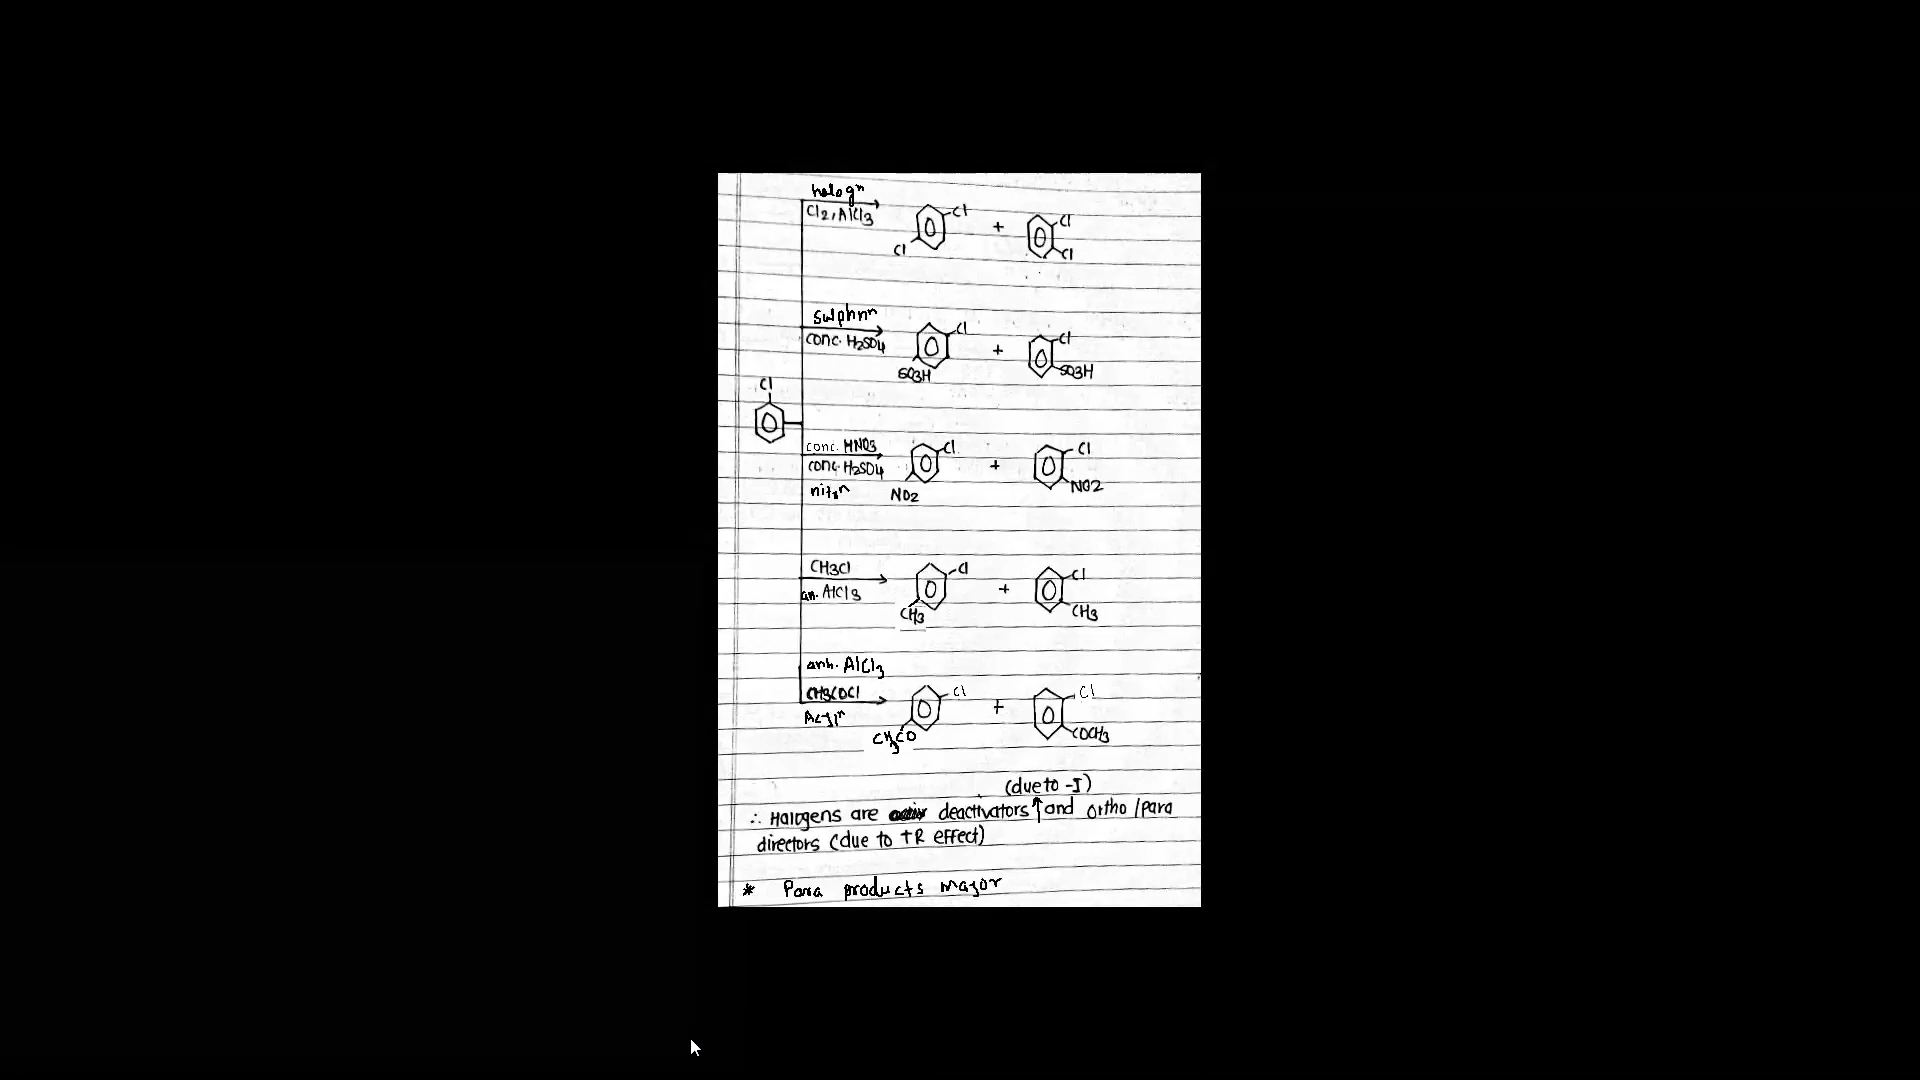 halogⁿ
Cl2, AlCl3
Cl
Cl
+
Cl
Cl
sulphnⁿ
conc. H2SO4
Cl
SO3H
+
Cl
SO3H
Cl
conc. HNO3
conc. H2SO4
nitrⁿ
Cl
NO2
+
Cl
NO2
CH3Cl
an. AlCl3
Cl
CH3
+
Cl
CH3
anh. AlCl3
CH3COCl
Acylⁿ
Cl
CH3CO
+
Cl
COCH3
(due to -I)
∴ Halogens are deactivators↑and ortho/para
directors (due to +R effect)
* Para products major